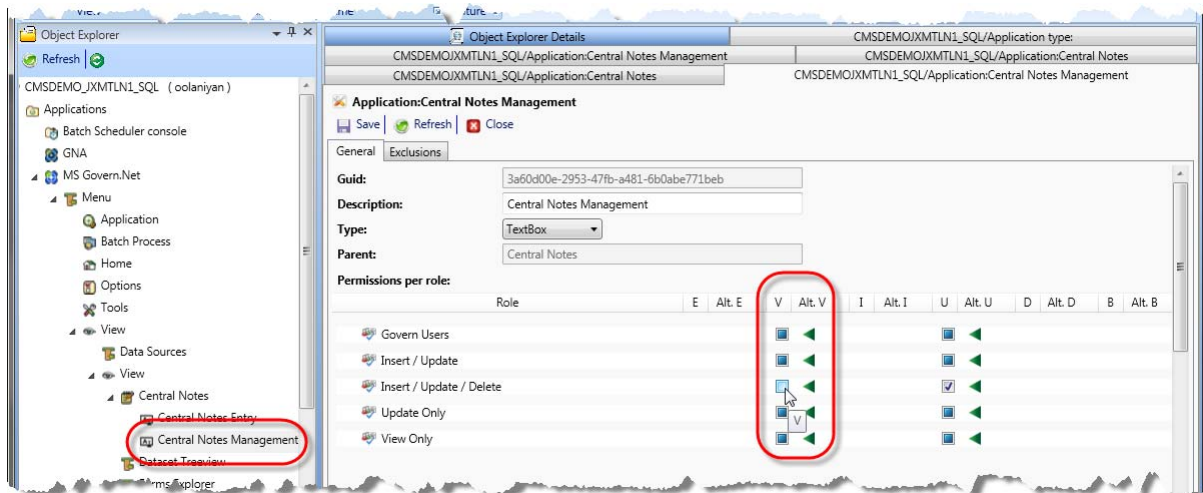 Object Explorer
Refresh
CMSDEMO_JXMTLN1_SQL ( oolaniyan )
Applications
Batch Scheduler console
GNA
MS Govern.Net
Menu
Application
Batch Process
Home
Options
Tools
View
Data Sources
View
Central Notes
Central Notes Entry
Central Notes Management
Dataset Treeview
Forms Explorer
Object Explorer Details
CMSDEMOJXMTLN1_SQL/Application type:
CMSDEMOJXMTLN1_SQL/Application:Central Notes Management
CMSDEMOJXMTLN1_SQL/Application:Central Notes
CMSDEMOJXMTLN1_SQL/Application:Central Notes
CMSDEMOJXMTLN1_SQL/Application:Central Notes Management
Application:Central Notes Management
Save Refresh Close
General Exclusions
Guid: 3a60d00e-2953-47fb-a481-6b0abe771beb
Description: Central Notes Management
Type: TextBox
Parent: Central Notes
Permissions per role:
Role E Alt. E V Alt. V I Alt. I U Alt. U D Alt. D B Alt. B
Govern Users
Insert / Update
Insert / Update / Delete
Update Only
V
View Only